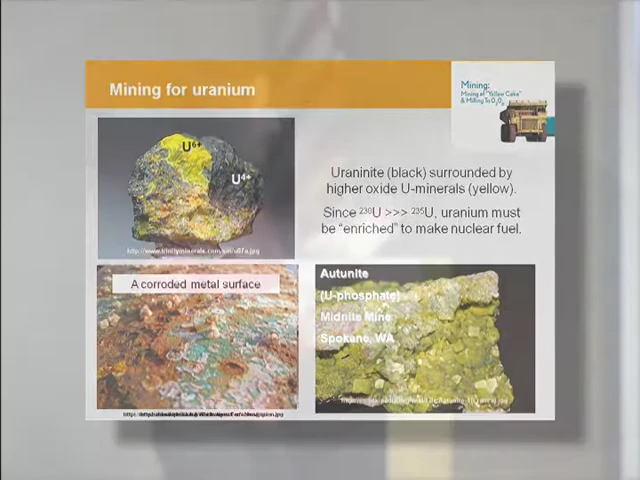 Mining for uranium
Mining:
Mining of "Yellow Cake"
& Milling To U₃O₈
U⁶⁺
U⁴⁺
Uraninite (black) surrounded by
higher oxide U-minerals (yellow).
Since ²³⁸U >>> ²³⁵U, uranium must
be "enriched" to make nuclear fuel.
A corroded metal surface
Autunite
(U-phosphate)
Midnite Mine
Spokane, WA